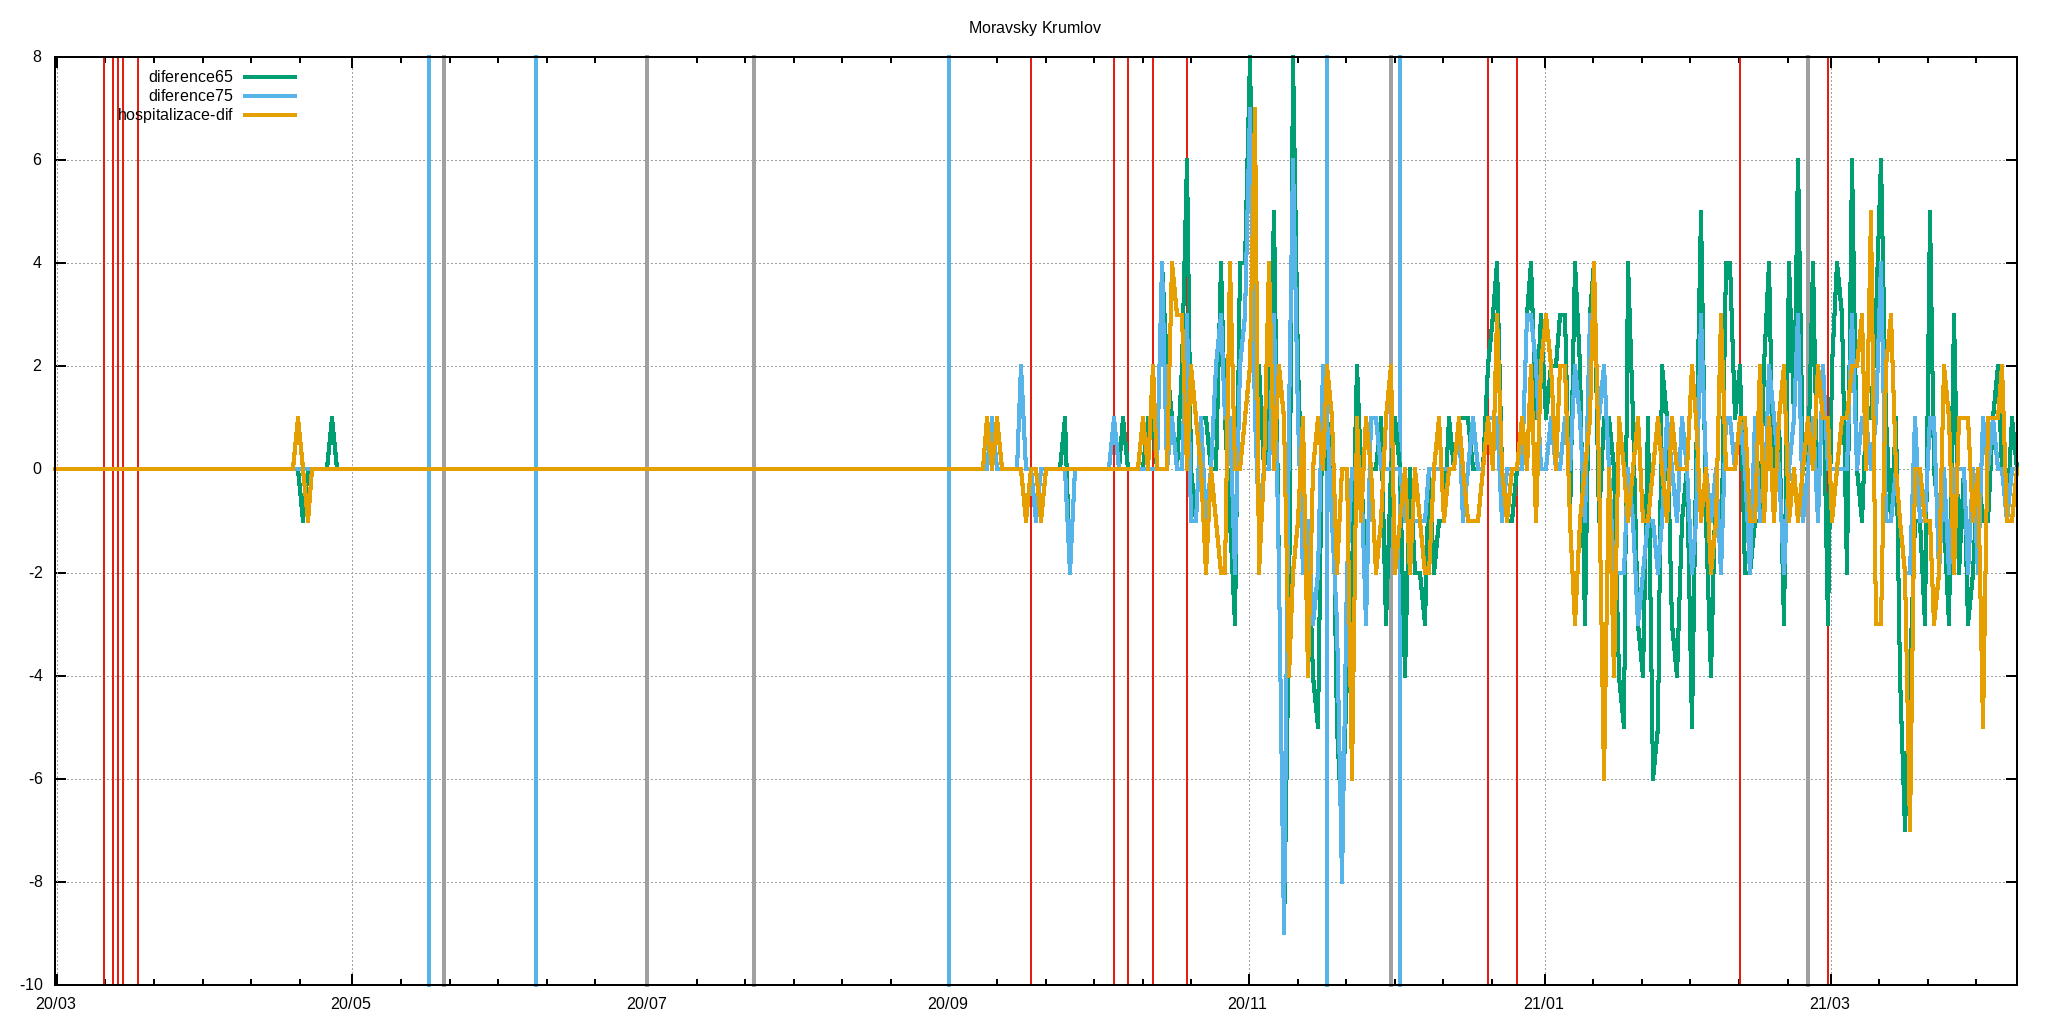 Moravsky Krumlov
diference65
diference75
hospitalizace-dif
8
6
4
2
0
-2
-4
-6
-8
-10
20/03 20/05 20/07 20/09 20/11 21/01 21/03